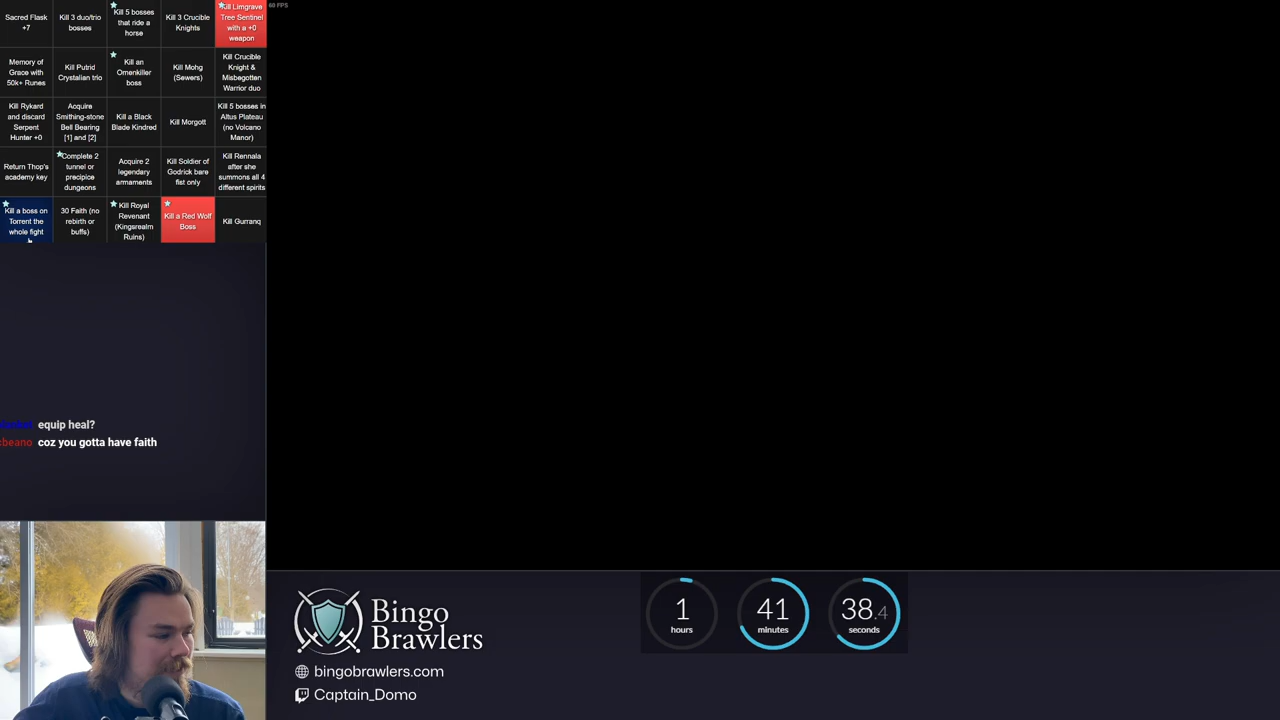 60 FPS
Sacred Flask
+7
Kill 3 duo/trio
bosses
Kill 5 bosses
that ride a
horse
Kill 3 Crucible
Knights
Kill Limgrave
Tree Sentinel
with a +0
weapon
Memory of
Grace with
50k+ Runes
Kill Putrid
Crystalian trio
Kill an
Omenkiller
boss
Kill Mohg
(Sewers)
Kill Crucible
Knight &
Misbegotten
Warrior duo
Kill Rykard
and discard
Serpent
Hunter +0
Acquire
Smithing-stone
Bell Bearing
[1] and [2]
Kill a Black
Blade Kindred
Kill Morgott
Kill 5 bosses in
Altus Plateau
(no Volcano
Manor)
Return Thop's
academy key
Complete 2
tunnel or
precipice
dungeons
Acquire 2
legendary
armaments
Kill Soldier of
Godrick bare
fist only
Kill Rennala
after she
summons all 4
different spirits
Kill a boss on
Torrent the
whole fight
30 Faith (no
rebirth or
buffs)
Kill Royal
Revenant
(Kingsrealm
Ruins)
Kill a Red Wolf
Boss
Kill Gurranq
equip heal?
beano coz you gotta have faith
Bingo
Brawlers
bingobrawlers.com
Captain_Domo
1
hours
41
minutes
38.4
seconds